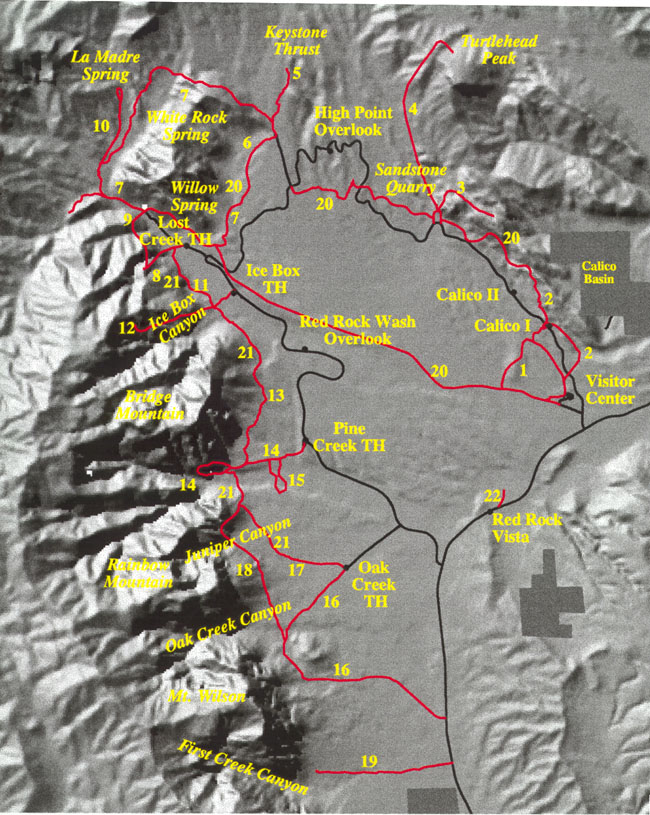 Keystone
Thrust
5
La Madre
Spring
Turtlehead
Peak
7
10
White Rock
Spring
4
High Point
Overlook
6
Sandstone
Quarry
3
7
Willow
Spring
20
20
9
Lost
Creek TH
7
20
8
21
11
Ice Box
TH
Calico
Basin
Calico II
2
12
Ice Box
Canyon
Red Rock Wash
Overlook
Calico I
21
2
20
1
Visitor
Center
13
Bridge
Mountain
Pine
Creek TH
14
14
21
15
22
Red Rock
Vista
Juniper Canyon
21
Rainbow
Mountain
18
17
Oak
Creek
TH
16
Oak Creek Canyon
16
Mt. Wilson
First Creek Canyon
19